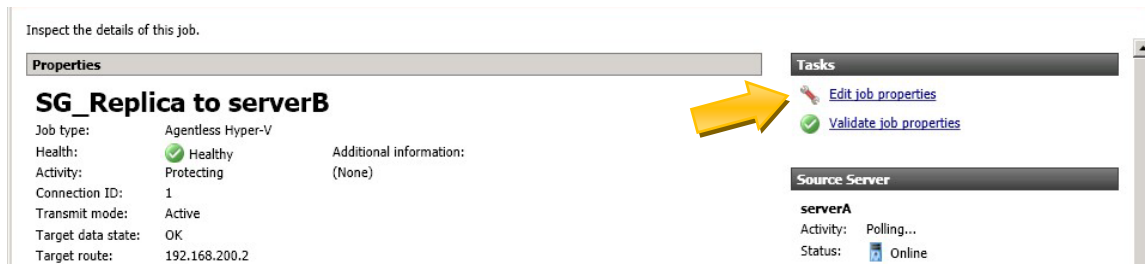 Inspect the details of this job.
Properties
SG_Replica to serverB
Job type: Agentless Hyper-V
Health: Healthy Additional information:
Activity: Protecting (None)
Connection ID: 1
Transmit mode: Active
Target data state: OK
Target route: 192.168.200.2
Tasks
Edit job properties
Validate job properties
Source Server
serverA
Activity: Polling...
Status: Online